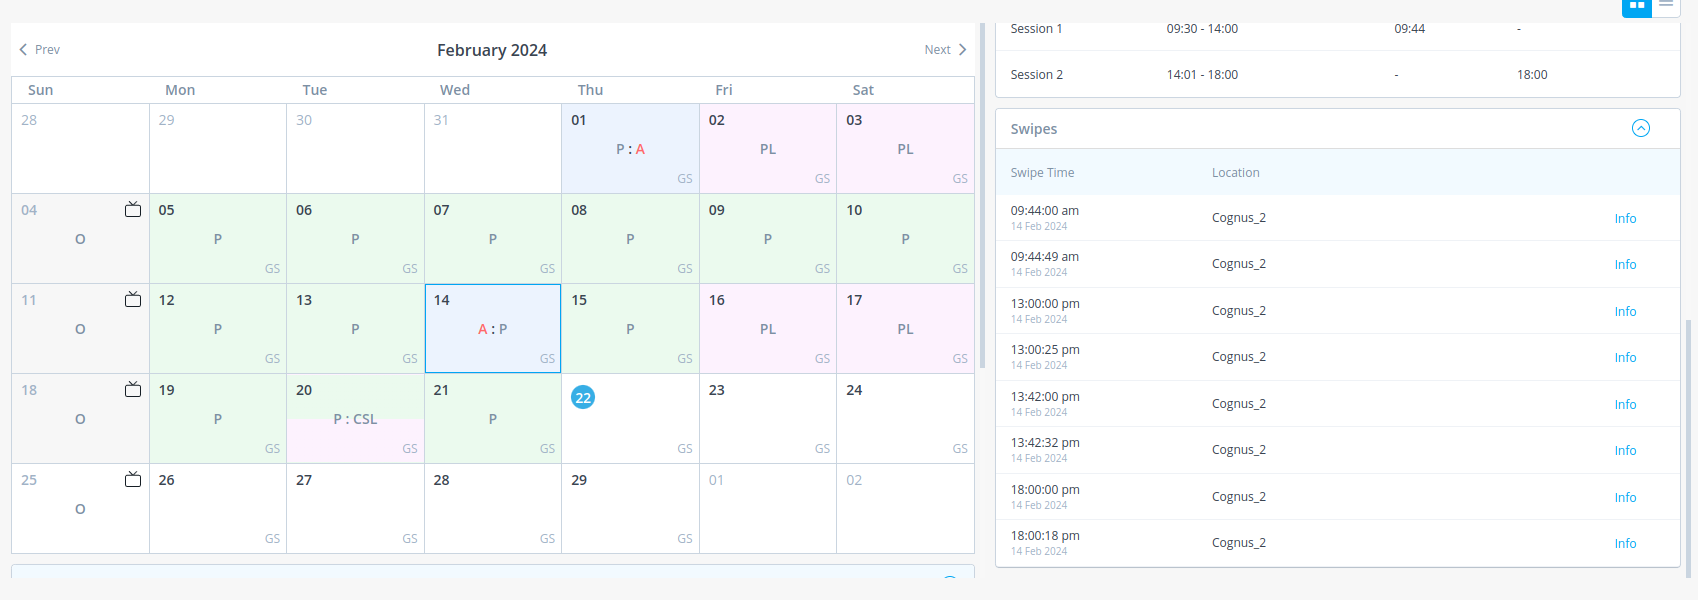 Prev February 2024 Next
Sun Mon Tue Wed Thu Fri Sat
28 29 30 31 01 02 03
P : A PL PL
GS GS GS
04 05 06 07 08 09 10
O P P P P P P
GS GS GS GS GS GS
11 12 13 14 15 16 17
O P P A : P P PL PL
GS GS GS GS GS GS
18 19 20 21 22 23 24
O P P : CSL P
GS GS GS GS GS GS
25 26 27 28 29 01 02
O
GS GS GS GS
Session 1 09:30 - 14:00 09:44 -
Session 2 14:01 - 18:00 - 18:00
Swipes
Swipe Time Location
09:44:00 am
14 Feb 2024
Cognus_2 Info
09:44:49 am
14 Feb 2024
Cognus_2 Info
13:00:00 pm
14 Feb 2024
Cognus_2 Info
13:00:25 pm
14 Feb 2024
Cognus_2 Info
13:42:00 pm
14 Feb 2024
Cognus_2 Info
13:42:32 pm
14 Feb 2024
Cognus_2 Info
18:00:00 pm
14 Feb 2024
Cognus_2 Info
18:00:18 pm
14 Feb 2024
Cognus_2 Info